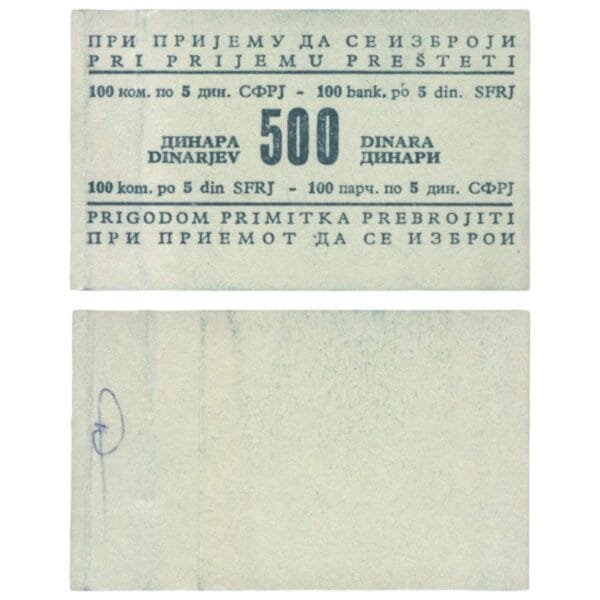 ПРИ ПРИЈЕМУ ДА СЕ ИЗБРОЈИ
PRI PRIJEMU PREŠTETI
100 ком. по 5 дин. СФРЈ - 100 bank. po 5 din. SFRJ
ДИНАРА 500 DINARA
DINARJEV ДИНАРИ
100 kom. po 5 din SFRJ - 100 парч. по 5 дин. СФРЈ
PRIGODOM PRIMITKA PREBROJITI
ПРИ ПРИЕМОТ ДА СЕ ИЗБРОИ